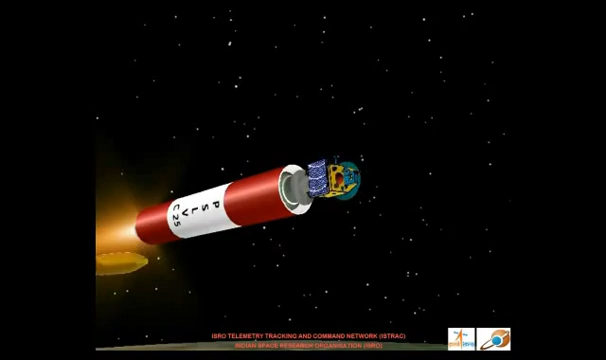 P S L V
C 25
ISRO TELEMETRY TRACKING AND COMMAND NETWORK (ISTRAC)
INDIAN SPACE RESEARCH ORGANISATION (ISRO)